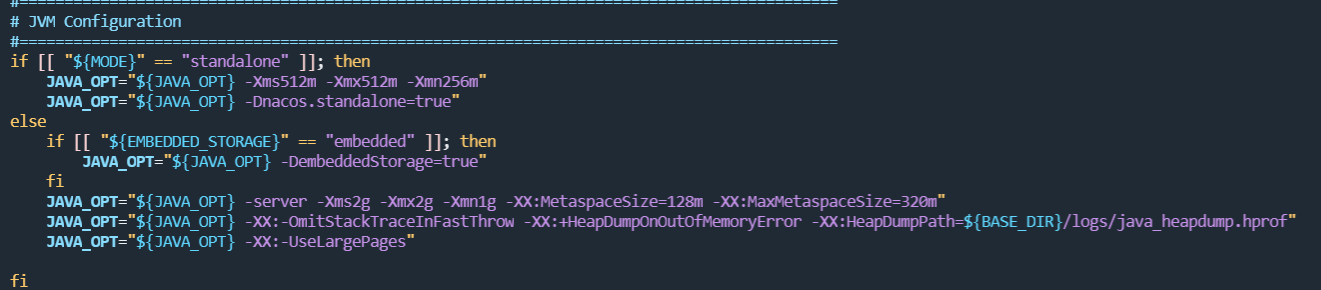 #===========================================================================================
# JVM Configuration
#===========================================================================================
if [[ "${MODE}" == "standalone" ]]; then
    JAVA_OPT="${JAVA_OPT} -Xms512m -Xmx512m -Xmn256m"
    JAVA_OPT="${JAVA_OPT} -Dnacos.standalone=true"
else
    if [[ "${EMBEDDED_STORAGE}" == "embedded" ]]; then
        JAVA_OPT="${JAVA_OPT} -DembeddedStorage=true"
    fi
    JAVA_OPT="${JAVA_OPT} -server -Xms2g -Xmx2g -Xmn1g -XX:MetaspaceSize=128m -XX:MaxMetaspaceSize=320m"
    JAVA_OPT="${JAVA_OPT} -XX:-OmitStackTraceInFastThrow -XX:+HeapDumpOnOutOfMemoryError -XX:HeapDumpPath=${BASE_DIR}/logs/java_heapdump.hprof"
    JAVA_OPT="${JAVA_OPT} -XX:-UseLargePages"

fi